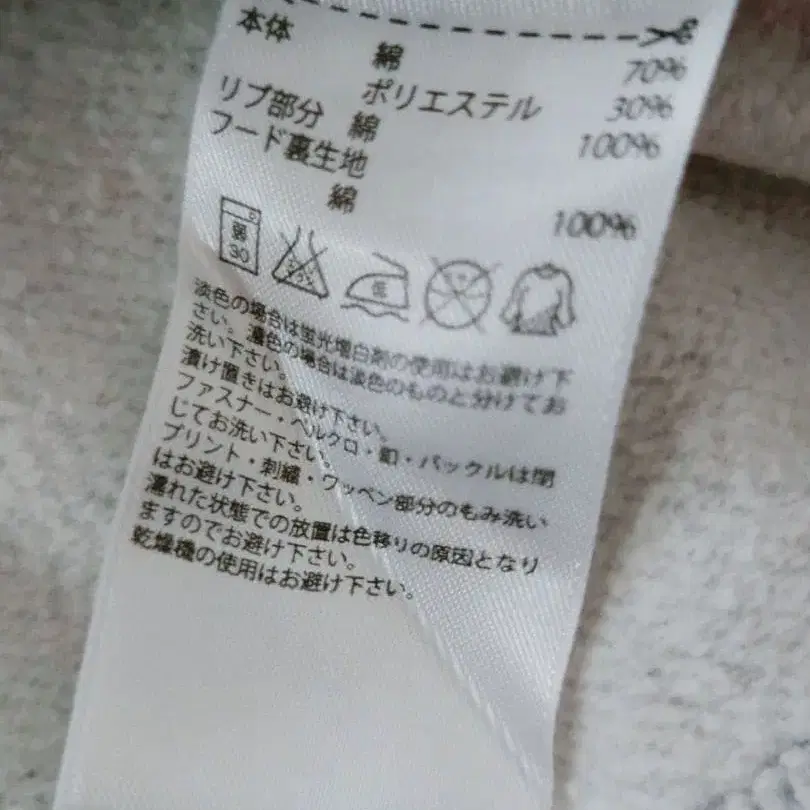 本体 綿 70%
ポリエステル 30%
リブ部分 綿 100%
フード裏生地
綿 100%
弱 30
低
淡色の場合は蛍光増白剤の使用はお避け下
さい。濃色の場合は淡色のものと分けてお
洗い下さい。
漬け置きはお避け下さい。
ファスナー・ベルクロ・釦・バックルは閉
じてお洗い下さい。
プリント・刺繍・ワッペン部分のもみ洗い
はお避け下さい。
濡れた状態での放置は色移りの原因となり
ますのでお避け下さい。
乾燥機の使用はお避け下さい。